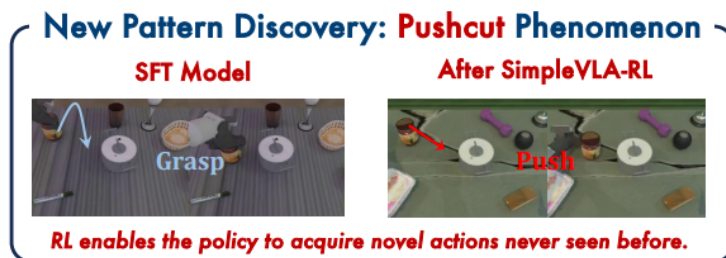 New Pattern Discovery: Pushcut Phenomenon
SFT Model
After SimpleVLA-RL
Grasp
Push
RL enables the policy to acquire novel actions never seen before.